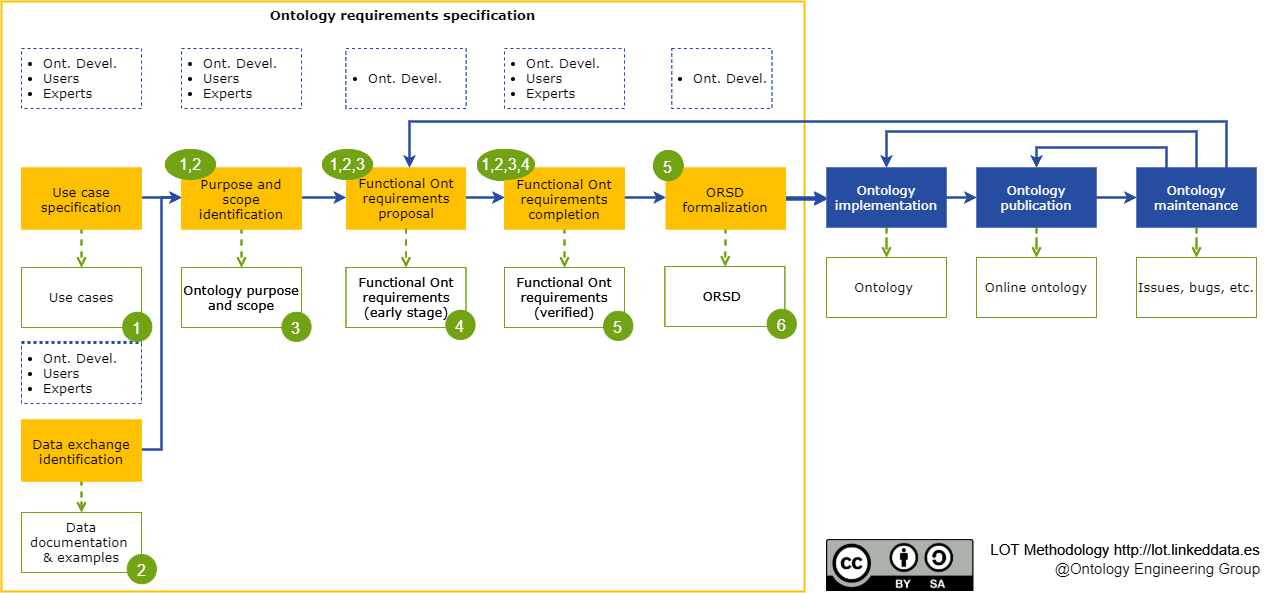 Ontology requirements specification
• Ont. Devel.
• Users
• Experts
• Ont. Devel.
• Users
• Experts
• Ont. Devel.
• Ont. Devel.
• Users
• Experts
• Ont. Devel.
Use case
specification
1,2
Purpose and
scope
identification
1,2,3
Functional Ont
requirements
proposal
1,2,3,4
Functional Ont
requirements
completion
5
ORSD
formalization
Ontology
implementation
Ontology
publication
Ontology
maintenance
Use cases
1
Ontology purpose
and scope
3
Functional Ont
requirements
(early stage)
4
Functional Ont
requirements
(verified)
5
ORSD
6
Ontology
Online ontology
Issues, bugs, etc.
• Ont. Devel.
• Users
• Experts
Data exchange
identification
Data
documentation
& examples
2
cc
BY SA
LOT Methodology http://lot.linkeddata.es
@Ontology Engineering Group